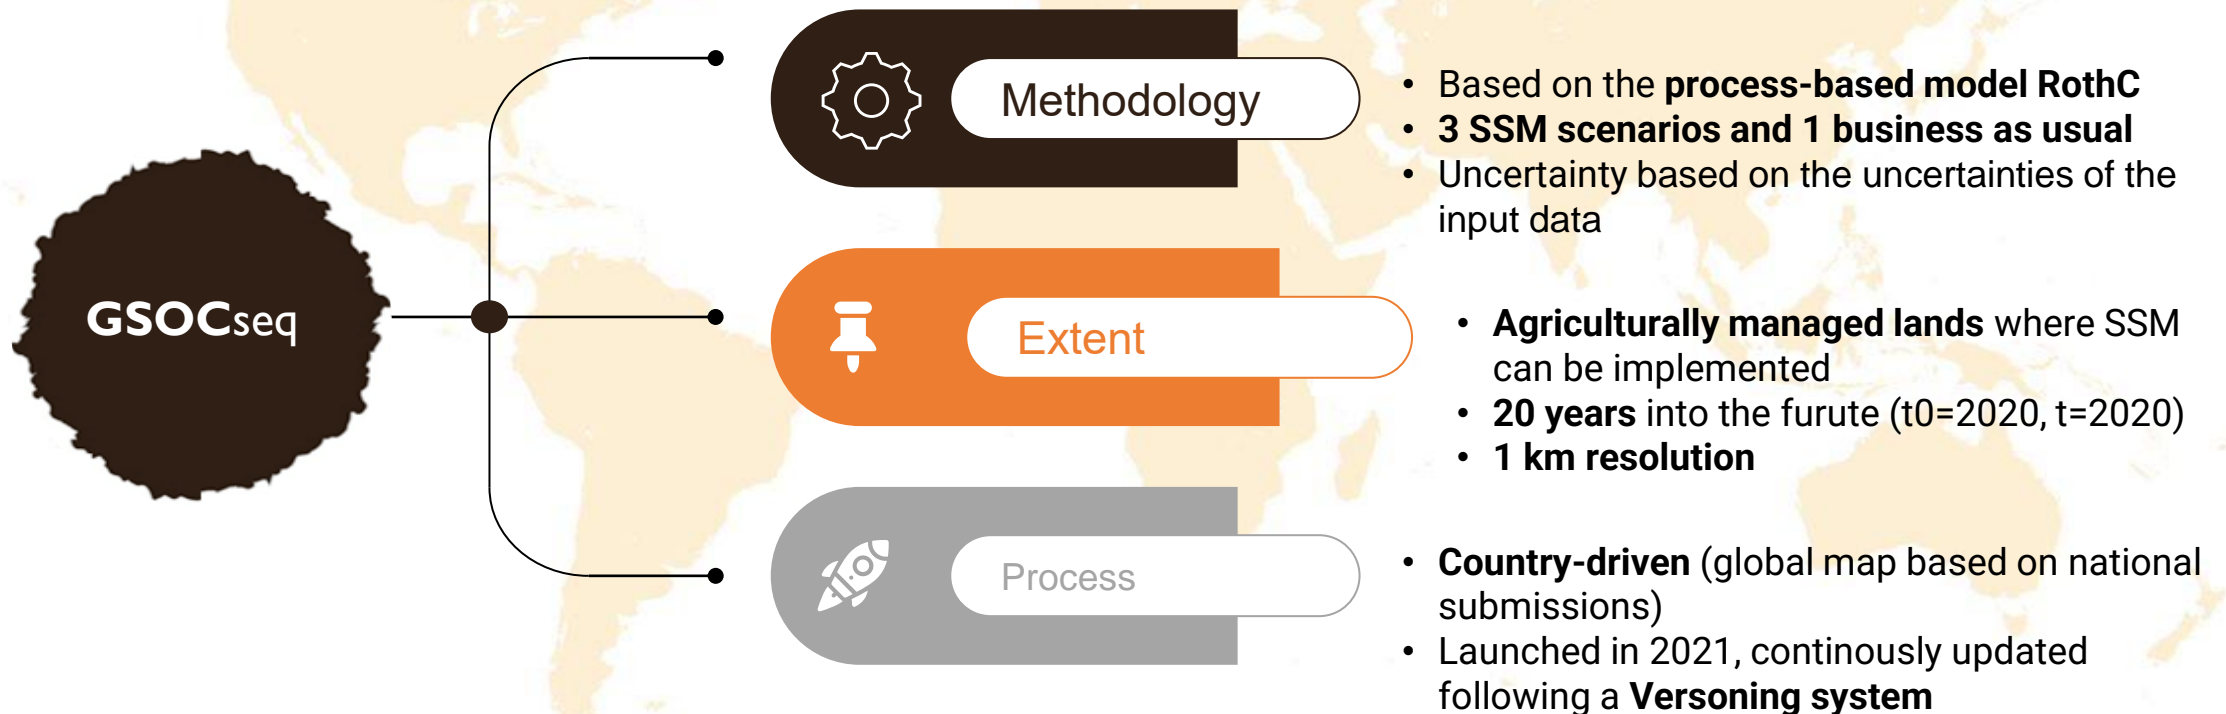 GSOCseq
Methodology
• Based on the process-based model RothC
• 3 SSM scenarios and 1 business as usual
• Uncertainty based on the uncertainties of the
input data
Extent
• Agriculturally managed lands where SSM
can be implemented
• 20 years into the furute (t0=2020, t=2020)
• 1 km resolution
Process
• Country-driven (global map based on national
submissions)
• Launched in 2021, continously updated
following a Versoning system